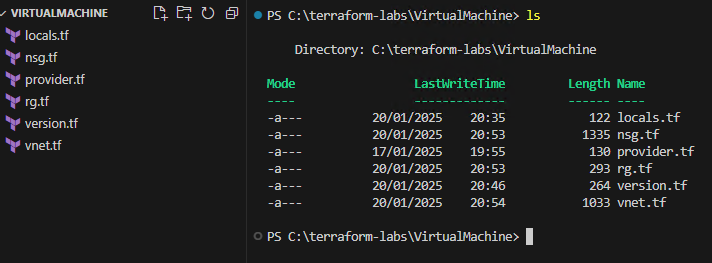 VIRTUALMACHINE
locals.tf
nsg.tf
provider.tf
rg.tf
version.tf
vnet.tf
PS C:\terraform-labs\VirtualMachine> ls
Directory: C:\terraform-labs\VirtualMachine
Mode LastWriteTime Length Name
---- ------------- ------ ----
-a--- 20/01/2025 20:35 122 locals.tf
-a--- 20/01/2025 20:53 1335 nsg.tf
-a--- 17/01/2025 19:55 130 provider.tf
-a--- 20/01/2025 20:53 293 rg.tf
-a--- 20/01/2025 20:46 264 version.tf
-a--- 20/01/2025 20:54 1033 vnet.tf
PS C:\terraform-labs\VirtualMachine>